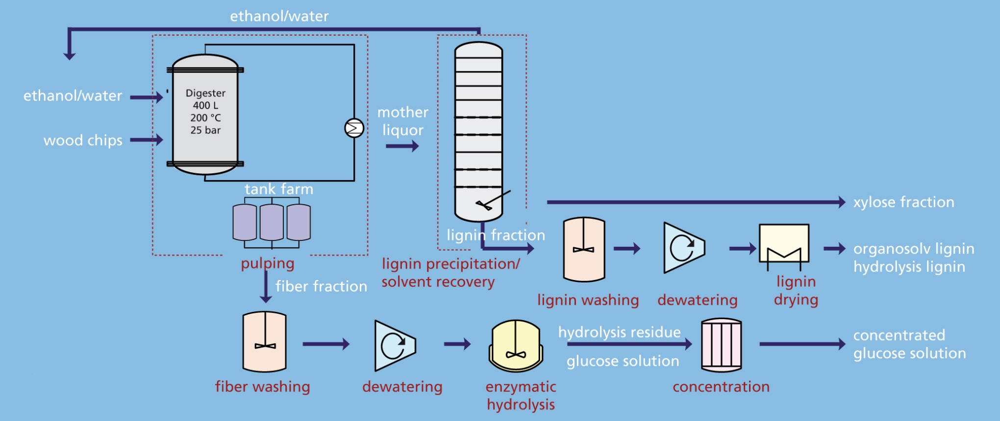 ethanol/water
ethanol/water
wood chips
Digester
400 L
200 °C
25 bar
mother
liquor
tank farm
pulping
lignin fraction
lignin precipitation/
solvent recovery
xylose fraction
organosolv lignin
hydrolysis lignin
lignin washing
dewatering
lignin
drying
fiber fraction
fiber washing
dewatering
enzymatic
hydrolysis
hydrolysis residue
glucose solution
concentration
concentrated
glucose solution